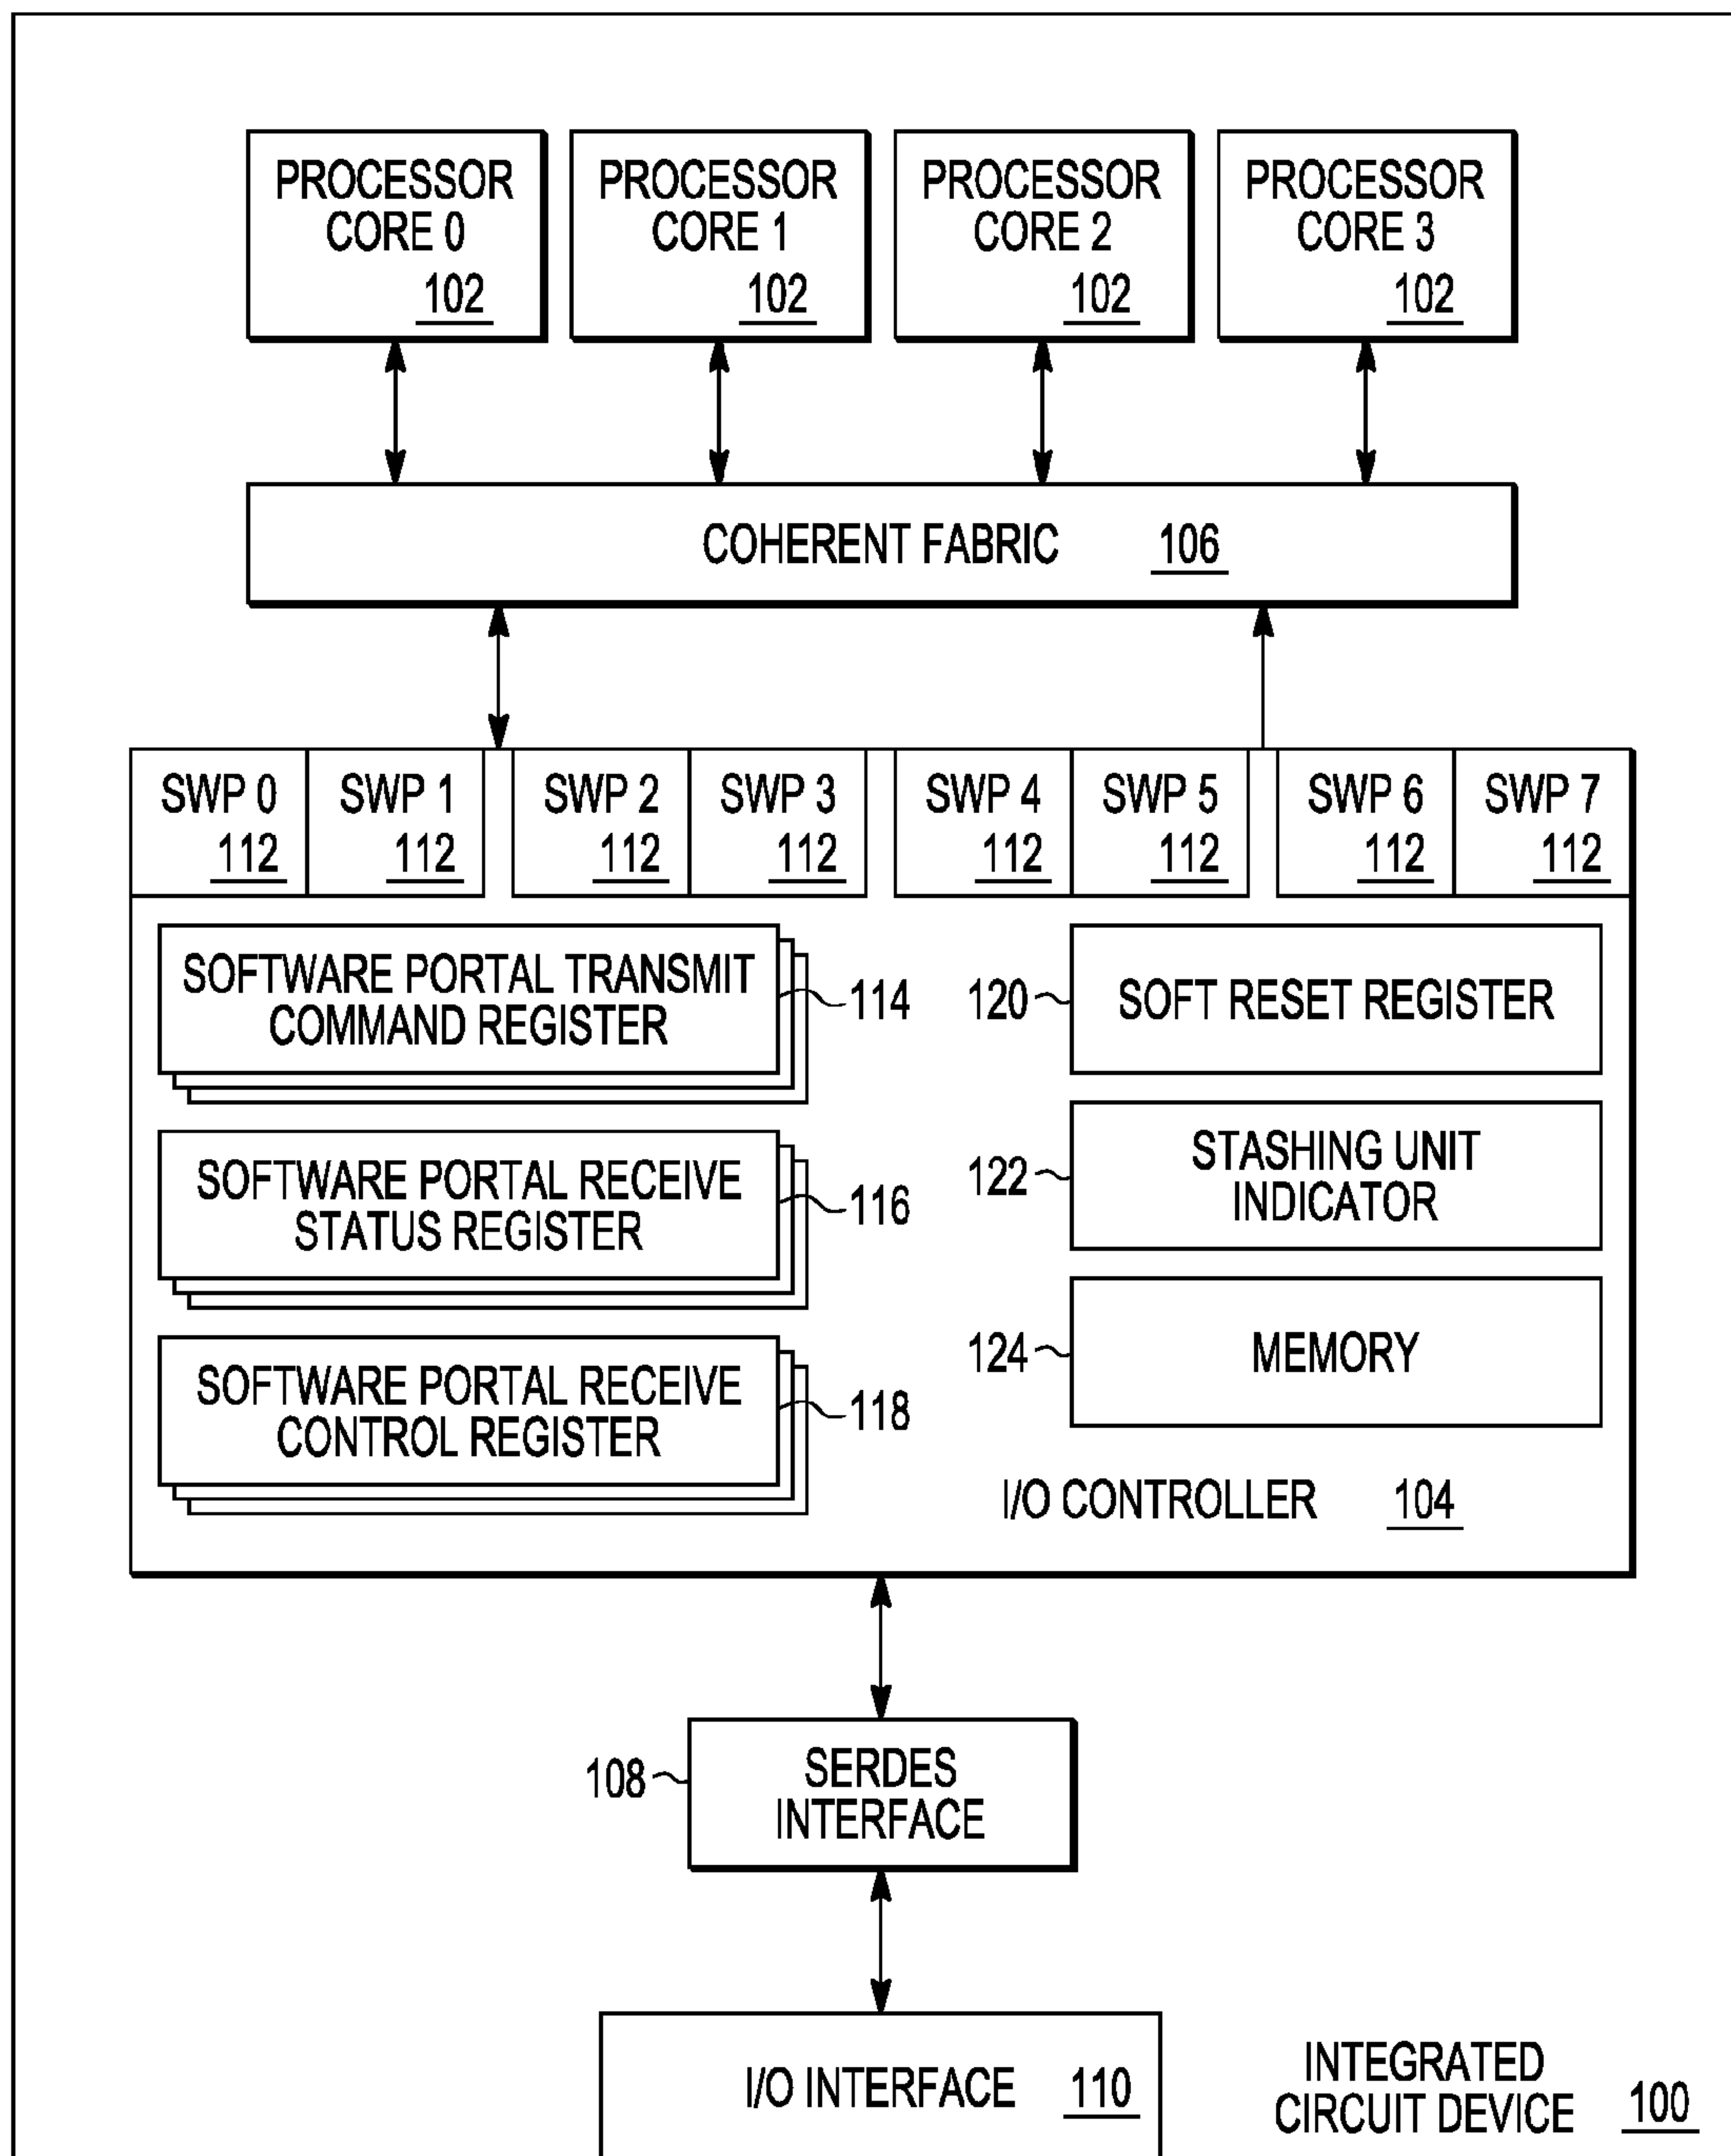 PROCESSOR
CORE 0
102
PROCESSOR
CORE 1
102
PROCESSOR
CORE 2
102
PROCESSOR
CORE 3
102
COHERENT FABRIC 106
SWP 0
112
SWP 1
112
SWP 2
112
SWP 3
112
SWP 4
112
SWP 5
112
SWP 6
112
SWP 7
112
SOFTWARE PORTAL TRANSMIT
COMMAND REGISTER
114
120
SOFT RESET REGISTER
SOFTWARE PORTAL RECEIVE
STATUS REGISTER
116
122
STASHING UNIT
INDICATOR
SOFTWARE PORTAL RECEIVE
CONTROL REGISTER
118
124
MEMORY
I/O CONTROLLER 104
108
SERDES
INTERFACE
I/O INTERFACE 110
INTEGRATED
CIRCUIT DEVICE 100